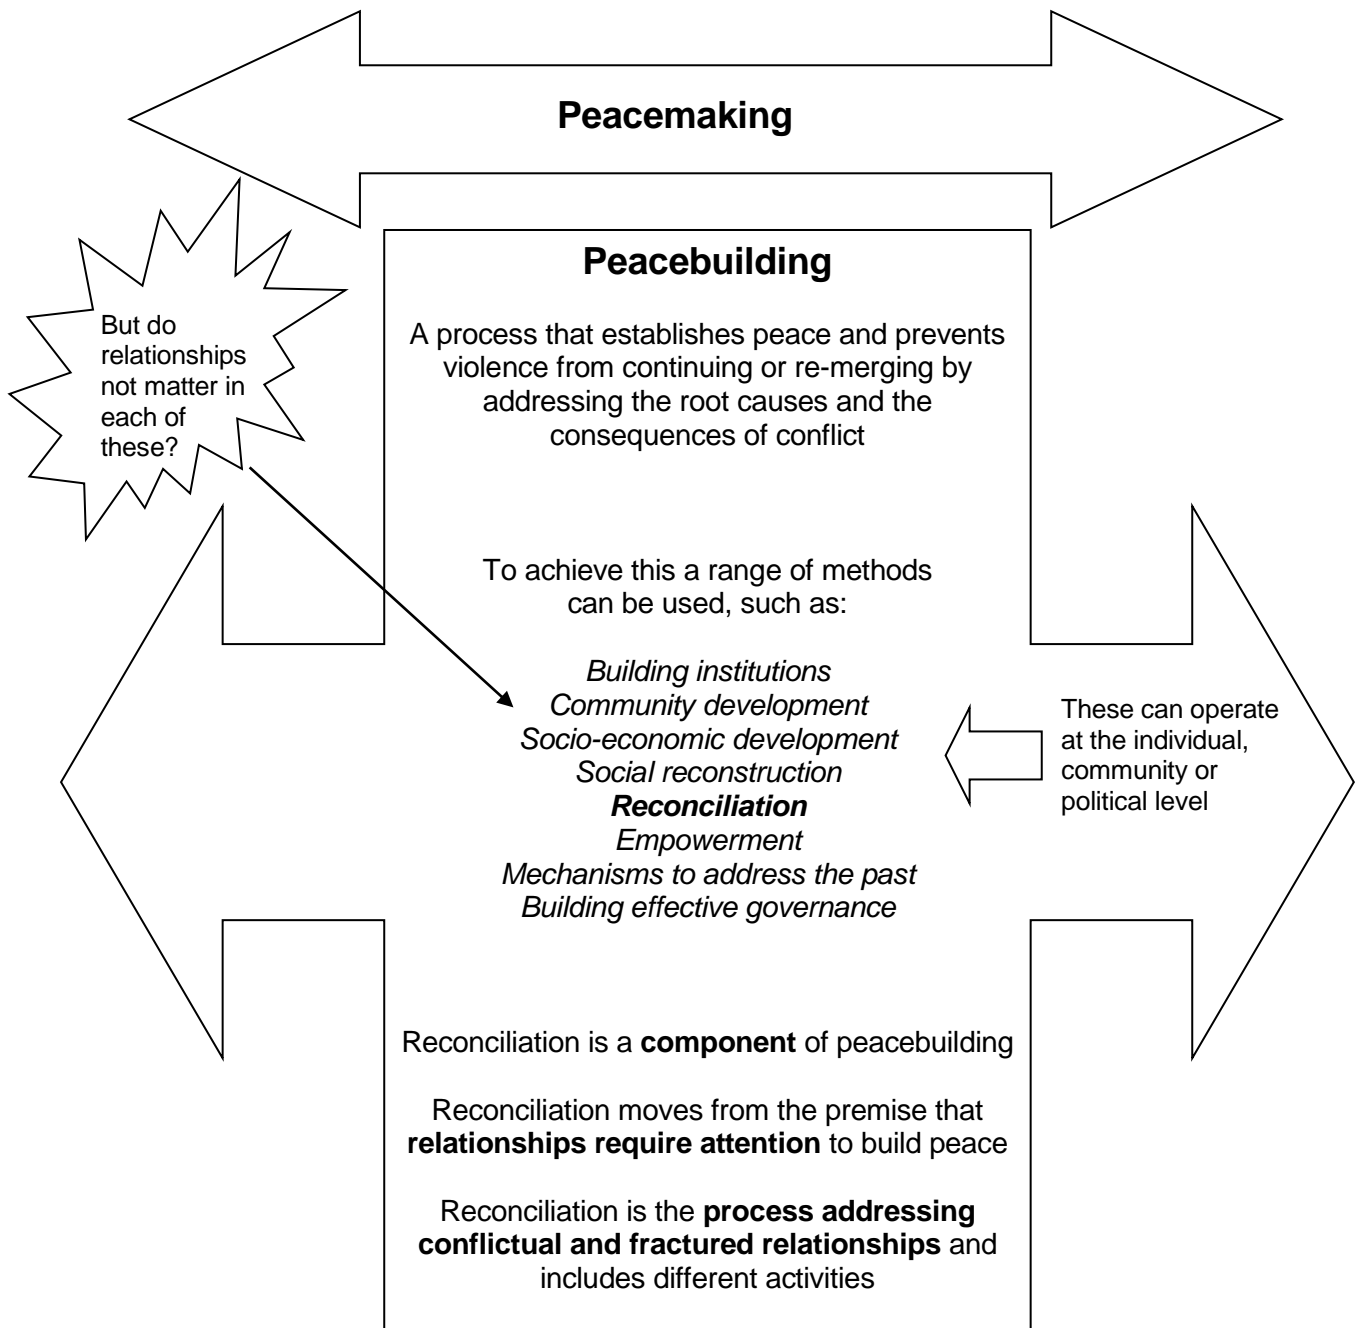 Peacemaking
Peacebuilding
A process that establishes peace and prevents
violence from continuing or re-merging by
addressing the root causes and the
consequences of conflict
But do
relationships
not matter in
each of
these?
To achieve this a range of methods
can be used, such as:
Building institutions
Community development
Socio-economic development
Social reconstruction
Reconciliation
Empowerment
Mechanisms to address the past
Building effective governance
These can operate
at the individual,
community or
political level
Reconciliation is a component of peacebuilding
Reconciliation moves from the premise that
relationships require attention to build peace
Reconciliation is the process addressing
conflictual and fractured relationships and
includes different activities